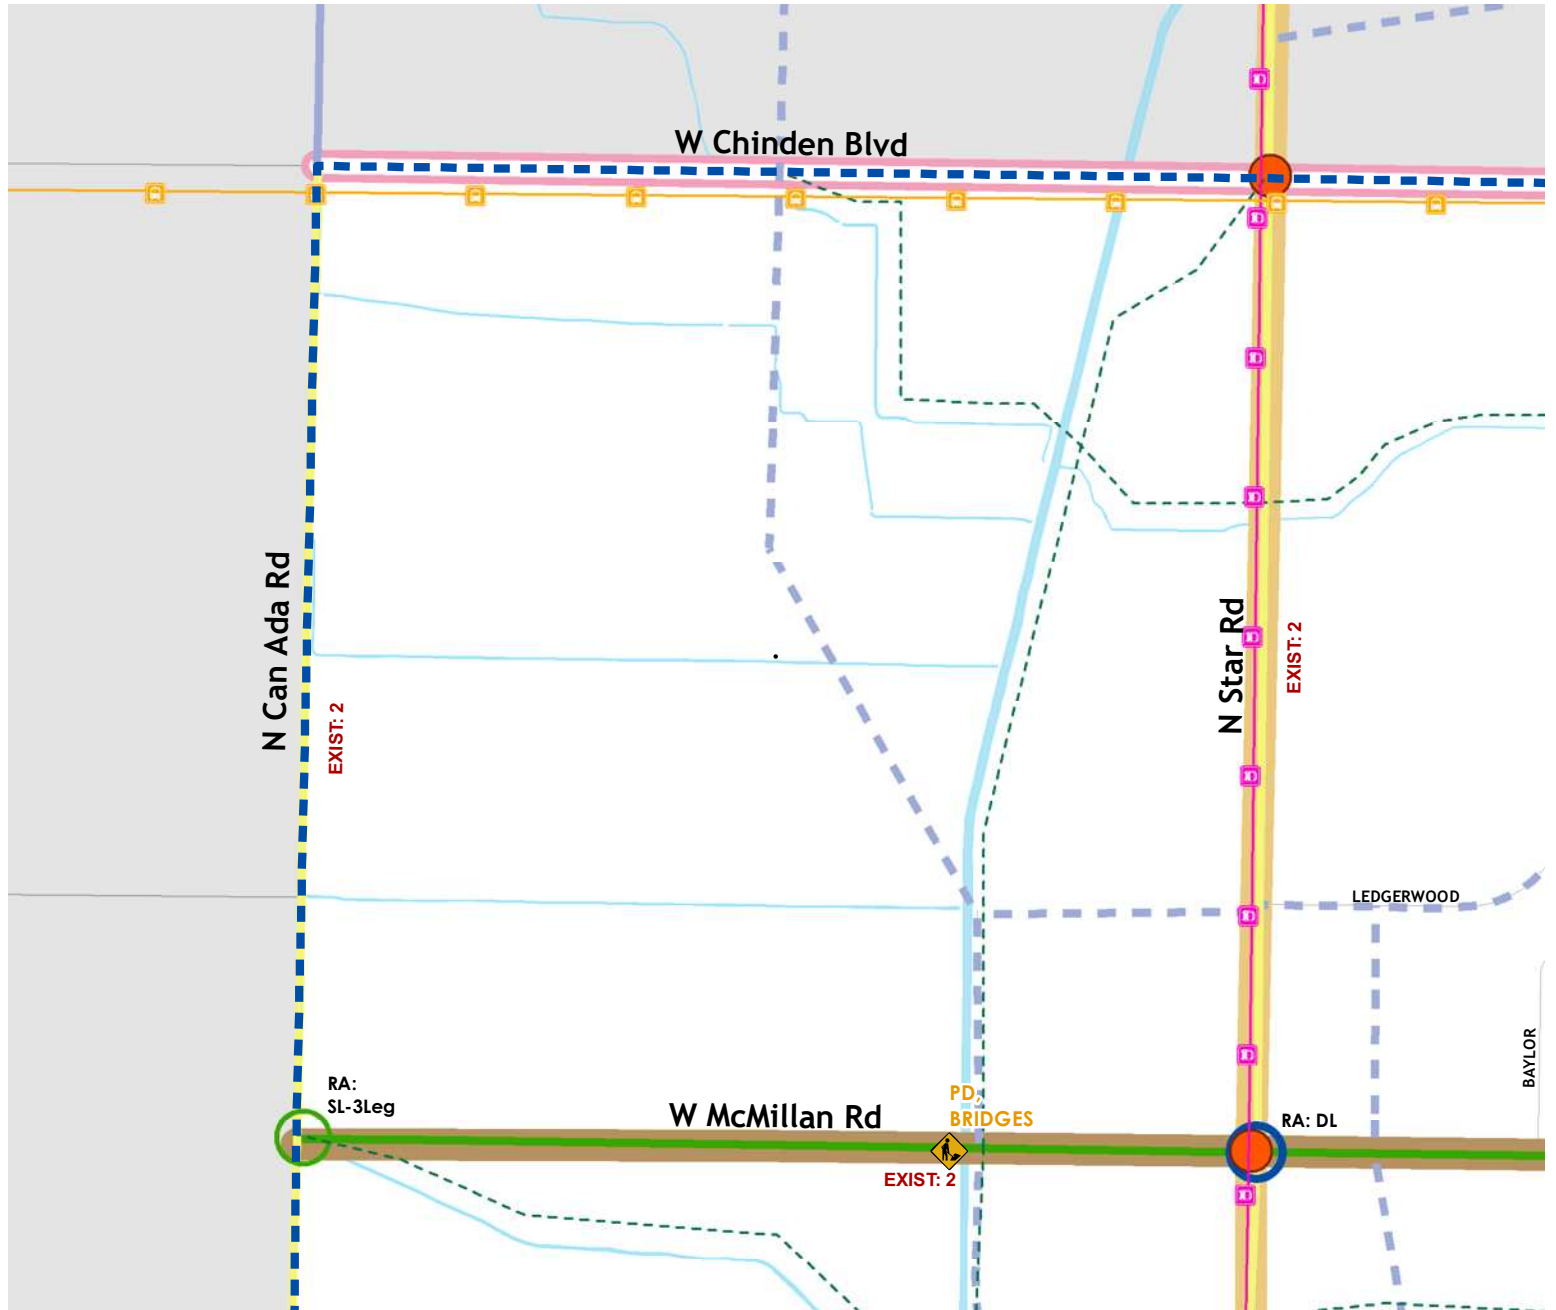 W Chinden Blvd
N Can Ada Rd
EXIST: 2
N Star Rd
EXIST: 2
LEDGERWOOD
BAYLOR
RA:
SL-3Leg
W McMillan Rd
PD,
BRIDGES
EXIST: 2
RA: DL